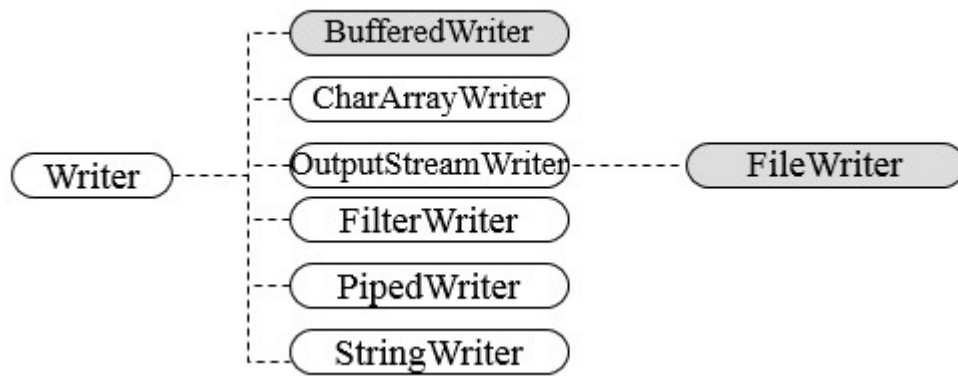 BufferedWriter
CharArrayWriter
Writer
OutputStreamWriter
FileWriter
FilterWriter
PipedWriter
StringWriter